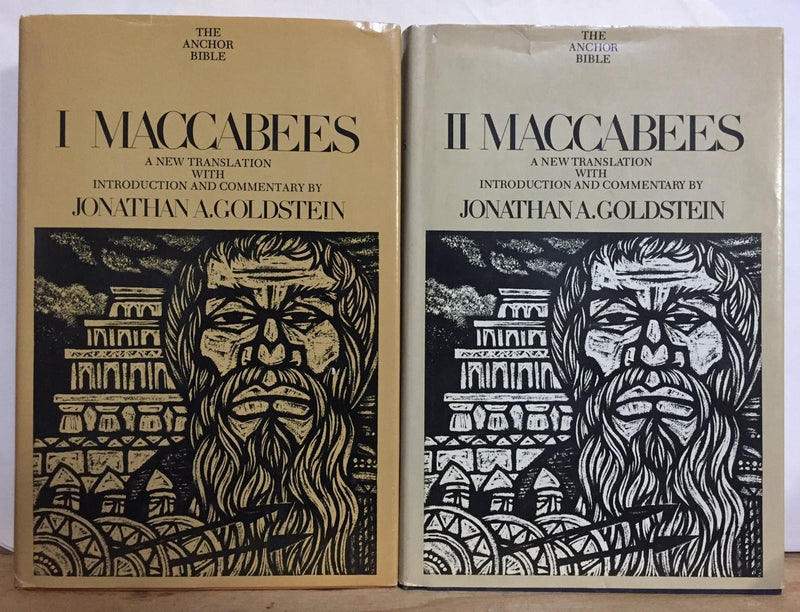 THE
ANCHOR
BIBLE
I MACCABEES
A NEW TRANSLATION
WITH
INTRODUCTION AND COMMENTARY BY
JONATHAN A. GOLDSTEIN
THE
ANCHOR
BIBLE
II MACCABEES
A NEW TRANSLATION
WITH
INTRODUCTION AND COMMENTARY BY
JONATHAN A. GOLDSTEIN